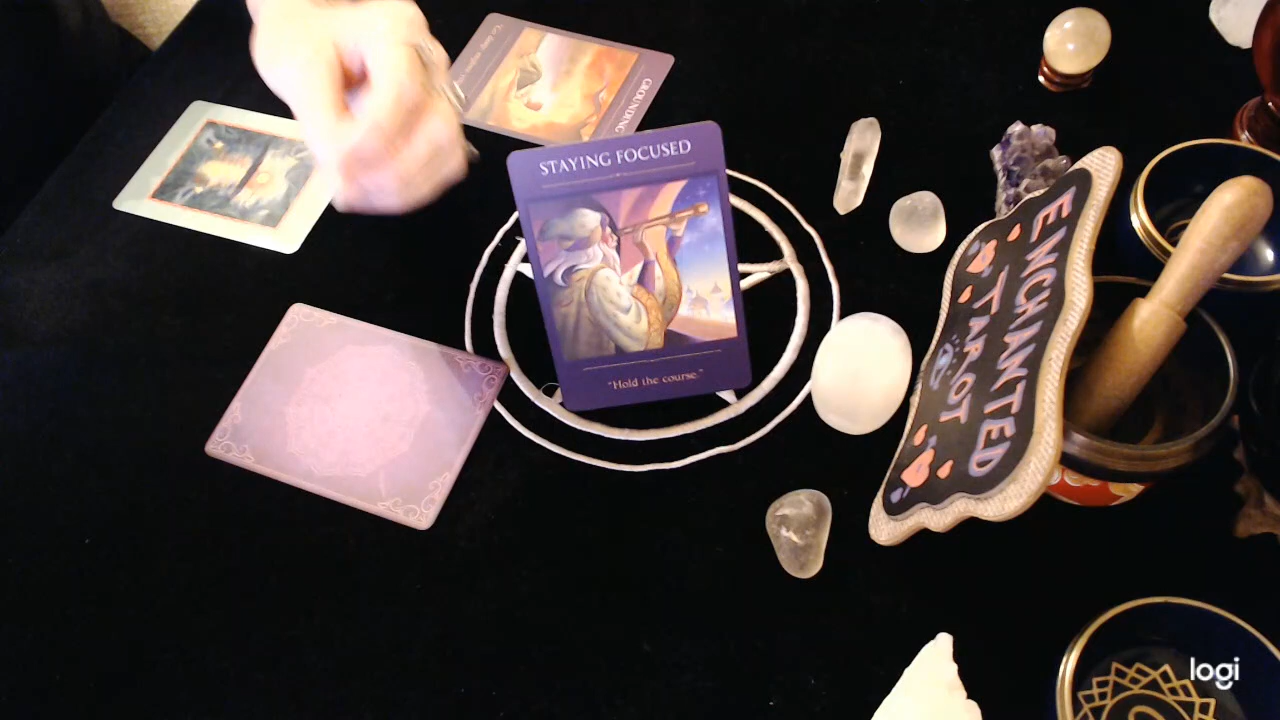 GROUNDING
STAYING FOCUSED
"Hold the course."
ENCHANTED
TAROT
logi